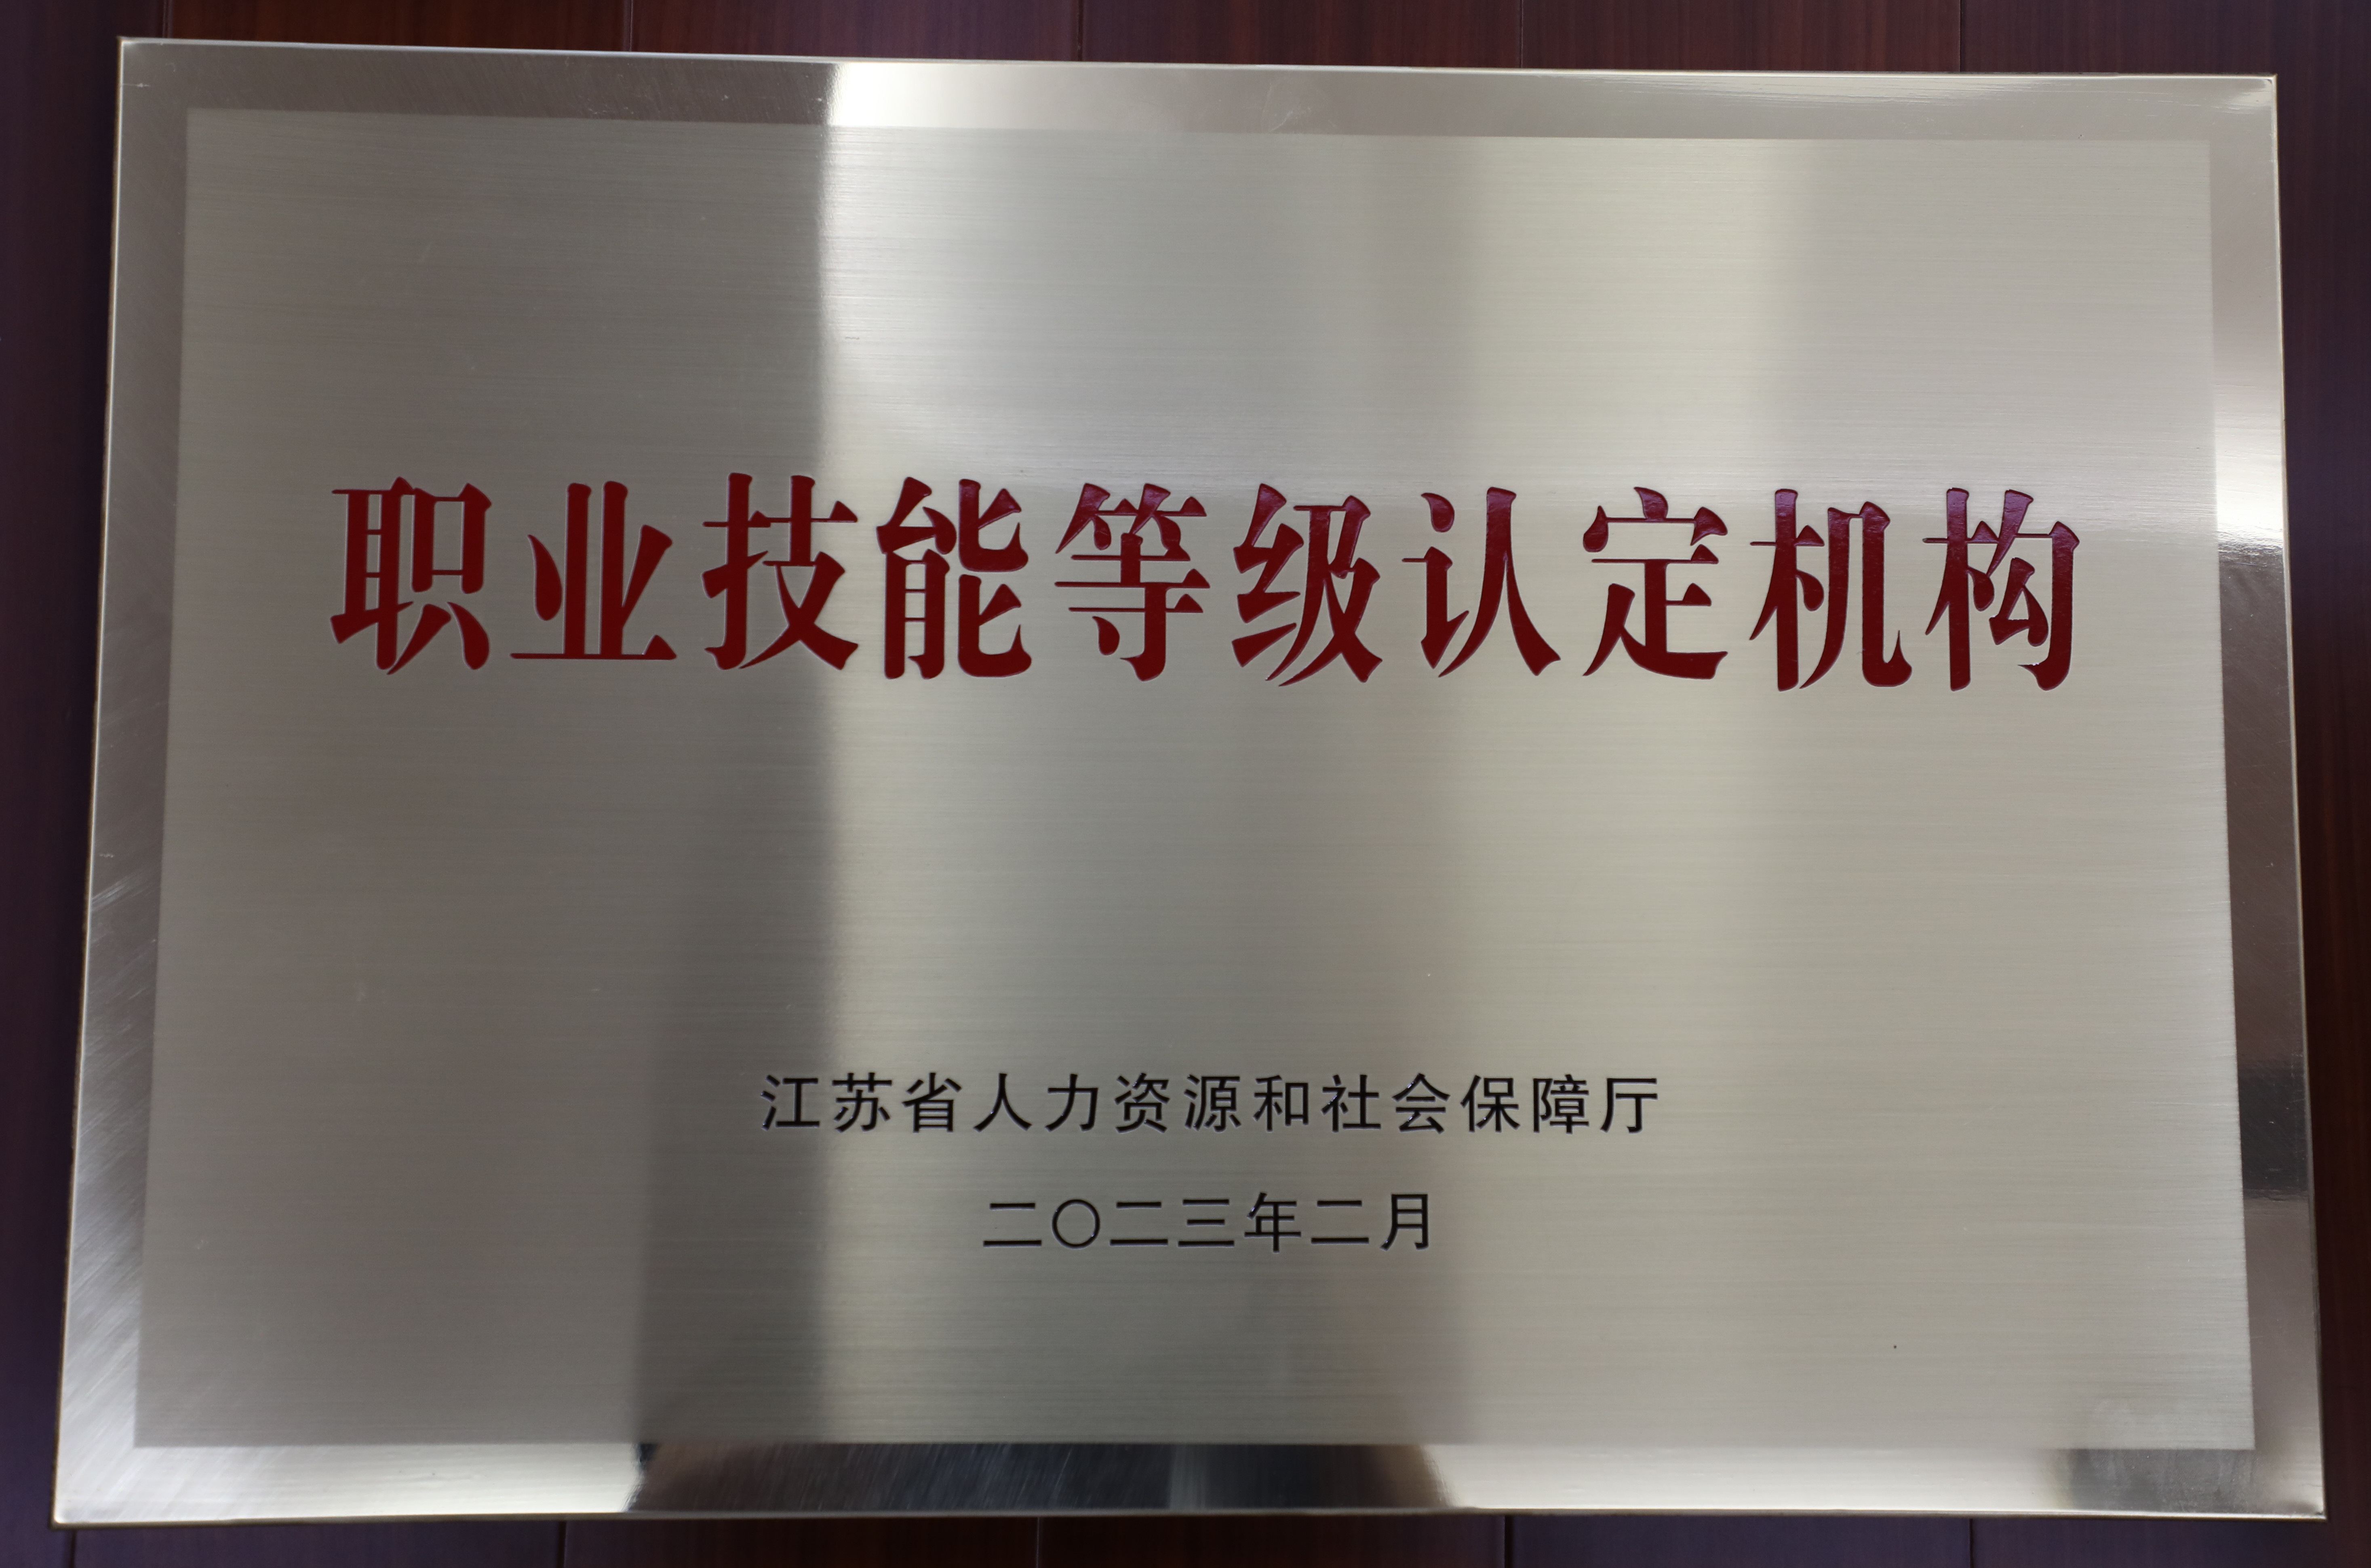 职业技能等级认定机构
江苏省人力资源和社会保障厅
二〇二三年二月